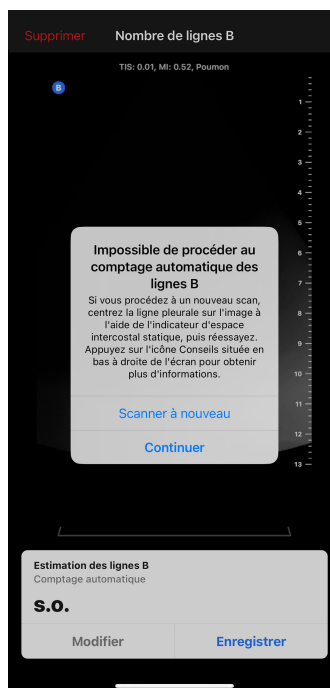 Supprimer Nombre de lignes B
TIS: 0.01, MI: 0.52, Poumon
B
1
2
3
4
5
6
7
8
9
10
11
12
13
Impossible de procéder au
comptage automatique des
lignes B
Si vous procédez à un nouveau scan,
centrez la ligne pleurale sur l'image à
l'aide de l'indicateur d'espace
intercostal statique, puis réessayez.
Appuyez sur l'icône Conseils située en
bas à droite de l'écran pour obtenir
plus d'informations.
Scanner à nouveau
Continuer
Estimation des lignes B
Comptage automatique
s.o.
Modifier Enregistrer